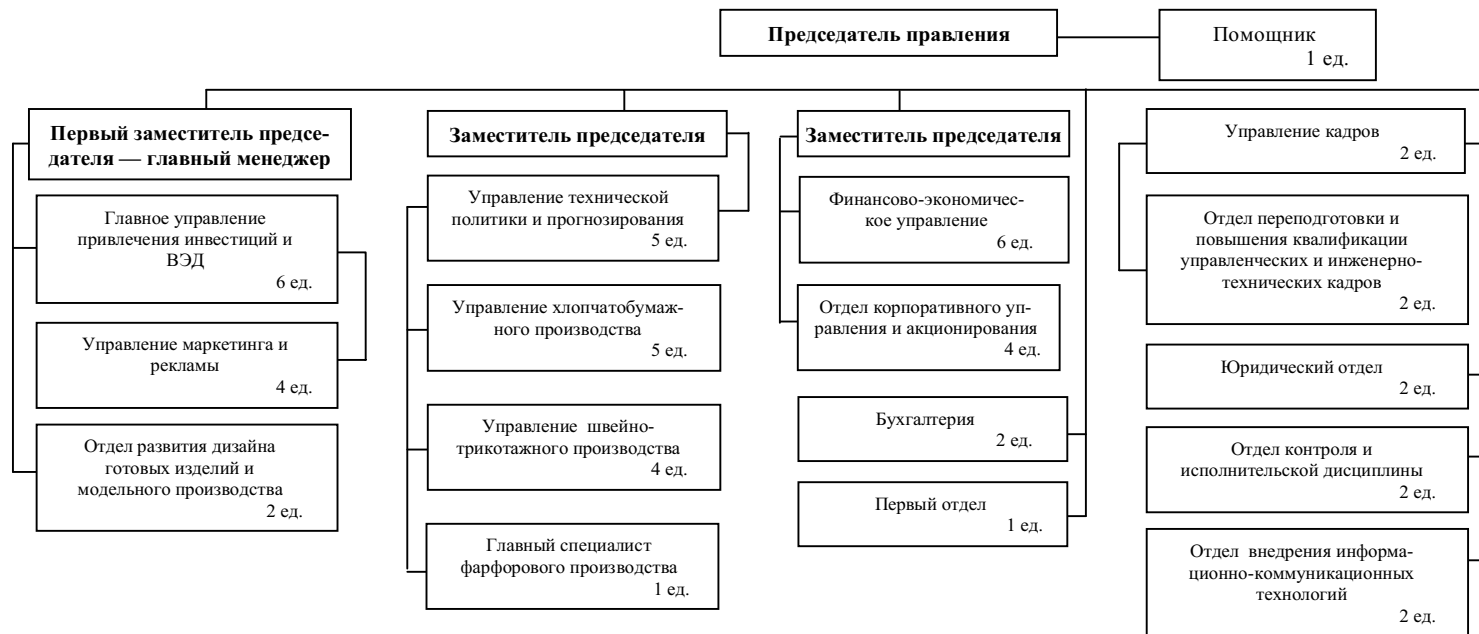 Председатель правления
Помощник
1 ед.
Первый заместитель предсе-
дателя — главный менеджер
Главное управление
привлечения инвестиций и
ВЭД
6 ед.
Управление маркетинга и
рекламы
4 ед.
Отдел развития дизайна
готовых изделий и
модельного производства
2 ед.
Заместитель председателя
Управление технической
политики и прогнозирования
5 ед.
Управление хлопчатобумаж-
ного производства
5 ед.
Управление швейно-
трикотажного производства
4 ед.
Главный специалист
фарфорового производства
1 ед.
Заместитель председателя
Финансово-экономичес-
кое управление
6 ед.
Отдел корпоративного уп-
равления и акционирования
4 ед.
Бухгалтерия
2 ед.
Первый отдел
1 ед.
Управление кадров
2 ед.
Отдел переподготовки и
повышения квалификации
управленческих и инженерно-
технических кадров
2 ед.
Юридический отдел
2 ед.
Отдел контроля и
исполнительской дисциплины
2 ед.
Отдел внедрения информа-
ционно-коммуникационных
технологий
2 ед.